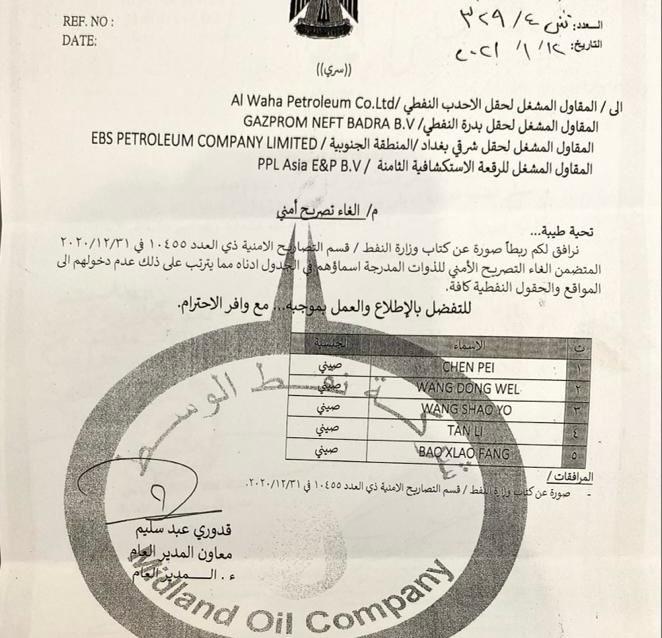 REF. NO :
DATE:
العدد: ش ٤/ ٣٢٩
التاريخ: ١٢/ ١ / ٢٠٢١
((سري))
الى / المقاول المشغل لحقل الاحدب النفطي /Al Waha Petroleum Co.Ltd
المقاول المشغل لحقل بدرة النفطي/ GAZPROM NEFT BADRA B.V
المقاول المشغل لحقل شرقي بغداد /المنطقة الجنوبية / EBS PETROLEUM COMPANY LIMITED
المقاول المشغل للرقعة الاستكشافية الثامنة / PPL Asia E&P B.V
م/ الغاء تصريح أمني
تحية طيبة...
نرافق لكم ربطاً صورة عن كتاب وزارة النفط / قسم التصاريح الامنية ذي العدد ١٠٤٥٥ في ٢٠٢٠/١٢/٣١
المتضمن الغاء التصريح الأمني للذوات المدرجة اسماؤهم في الجدول ادناه مما يترتب على ذلك عدم دخولهم الى
المواقع والحقول النفطية كافة.
للتفضل بالإطلاع والعمل بموجبه... مع وافر الاحترام.
ت الاسماء الجنسية
١ CHEN PEI صيني
٢ WANG DONG WEL صيني
٣ WANG SHAO YO صيني
٤ TAN LI صيني
٥ BAO XLAO FANG صيني
المرافقات/
- صورة عن كتاب وزارة النفط / قسم التصاريح الامنية ذي العدد ١٠٤٥٥ في ٢٠٢٠/١٢/٣١.
قدوري عبد سليم
معاون المدير العام
ء . المدير العام
شركة نفط الوسط
Midland Oil Company